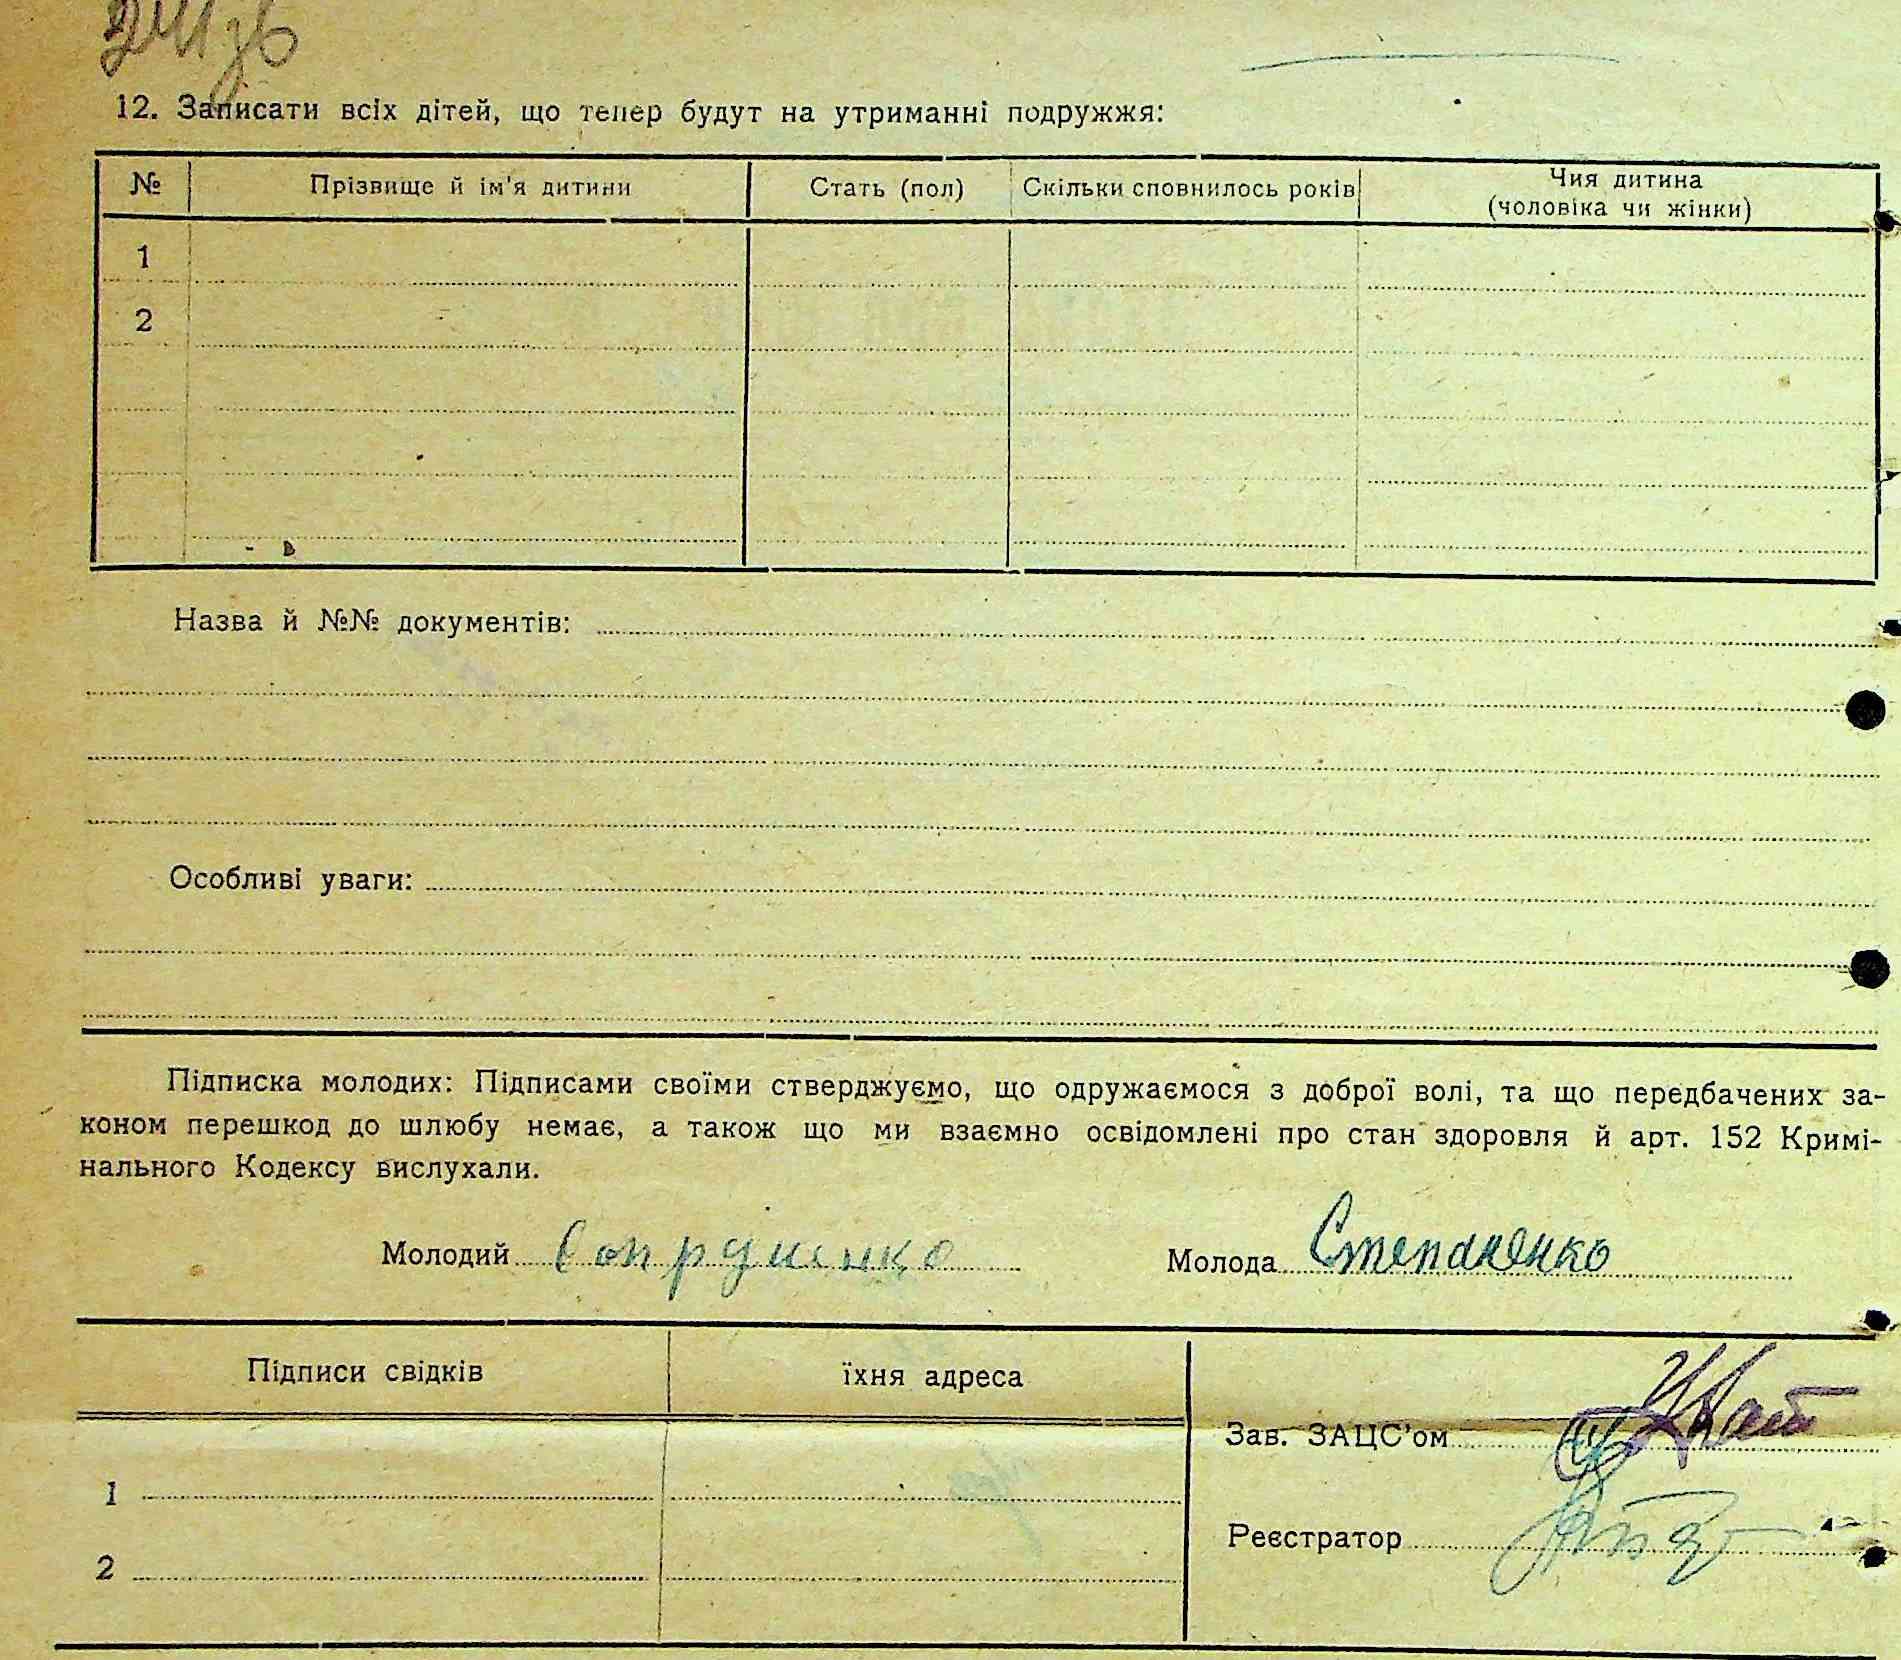 12. Записати всіх дітей, що тепер будут на утриманні подружжя:
№ Прізвище й ім'я дитини Стать (пол) Скільки сповнилось років Чия дитина (чоловіка чи жінки)
1
2
Назва й №№ документів:
Особливі уваги:
Підписка молодих: Підписами своїми стверджуємо, що одружаємося з доброї волі, та що передбачених за-
коном перешкод до шлюбу немає, а також що ми взаємно освідомлені про стан здоровля й арт. 152 Кримі-
нального Кодексу вислухали.
Молодий Молода Степаненко
Підписи свідків їхня адреса
Зав. ЗАЦС'ом
1
Реєстратор
2